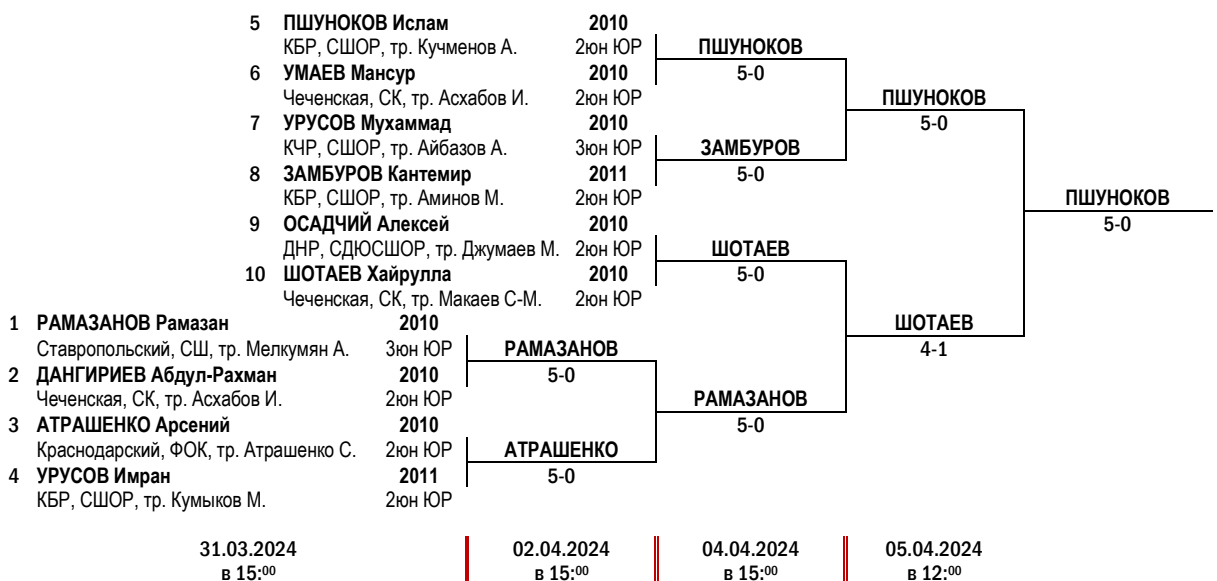 5 ПШУНОКОВ Ислам 2010
КБР, СШОР, тр. Кучменов А. 2юн ЮР ПШУНОКОВ
6 УМАЕВ Мансур 2010 5-0
Чеченская, СК, тр. Асхабов И. 2юн ЮР ПШУНОКОВ
7 УРУСОВ Мухаммад 2010 5-0
КЧР, СШОР, тр. Айбазов А. 3юн ЮР ЗАМБУРОВ
8 ЗАМБУРОВ Кантемир 2011 5-0
КБР, СШОР, тр. Аминов М. 2юн ЮР ПШУНОКОВ
9 ОСАДЧИЙ Алексей 2010 5-0
ДНР, СДЮСШОР, тр. Джумаев М. 2юн ЮР ШОТАЕВ
10 ШОТАЕВ Хайрулла 2010 5-0
Чеченская, СК, тр. Макаев С-М. 2юн ЮР
1 РАМАЗАНОВ Рамазан 2010 ШОТАЕВ
Ставропольский, СШ, тр. Мелкумян А. 3юн ЮР РАМАЗАНОВ 4-1
2 ДАНГИРИЕВ Абдул-Рахман 2010 5-0
Чеченская, СК, тр. Асхабов И. 2юн ЮР РАМАЗАНОВ
3 АТРАШЕНКО Арсений 2010 5-0
Краснодарский, ФОК, тр. Атрашенко С. 2юн ЮР АТРАШЕНКО
4 УРУСОВ Имран 2011 5-0
КБР, СШОР, тр. Кумыков М. 2юн ЮР
31.03.2024 02.04.2024 04.04.2024 05.04.2024
в 15:00 в 15:00 в 15:00 в 12:00